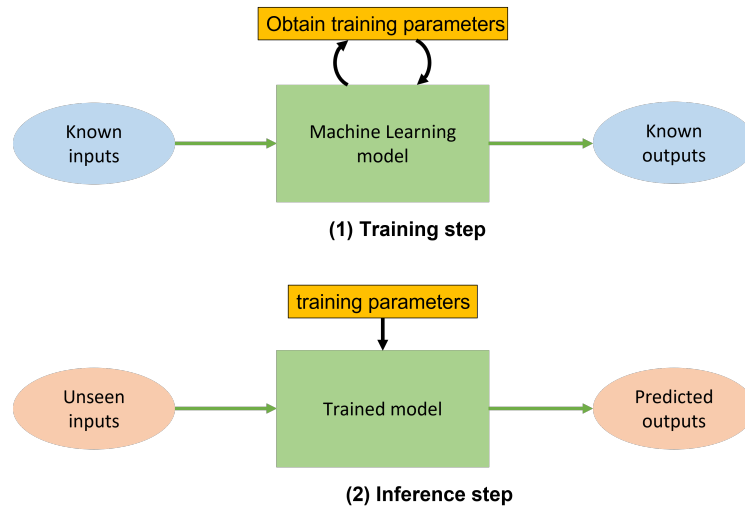 Obtain training parameters
Known
inputs
Machine Learning
model
Known
outputs
(1) Training step
training parameters
Unseen
inputs
Trained model
Predicted
outputs
(2) Inference step